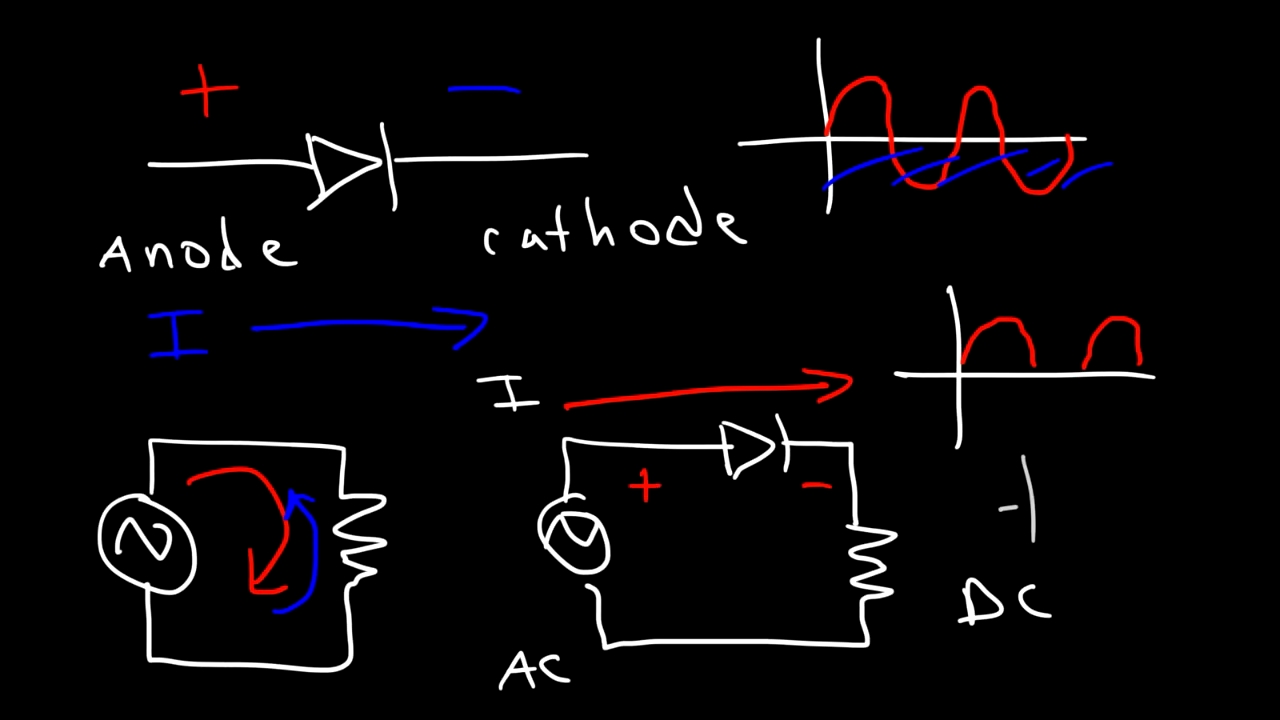 + −
Anode cathode
I
I
+ −
DC
AC